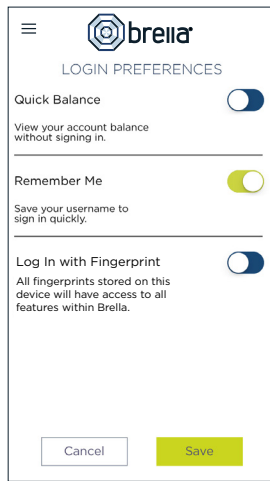 brella
LOGIN PREFERENCES
Quick Balance
View your account balance
without signing in.
Remember Me
Save your username to
sign in quickly.
Log In with Fingerprint
All fingerprints stored on this
device will have access to all
features within Brella.
Cancel
Save